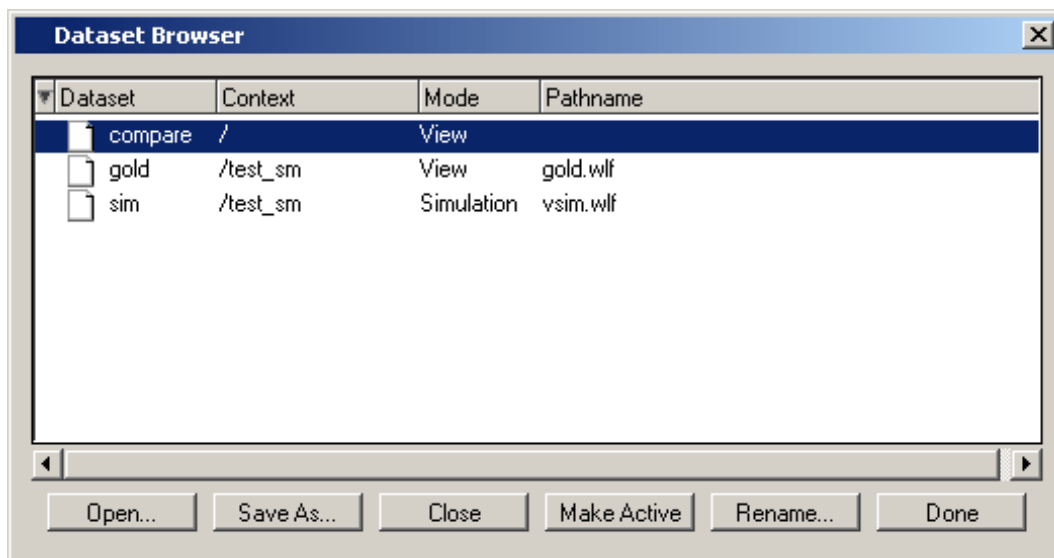 Dataset Browser
Dataset Context Mode Pathname
compare / View
gold /test_sm View gold.wlf
sim /test_sm Simulation vsim.wlf
Open... Save As... Close Make Active Rename... Done